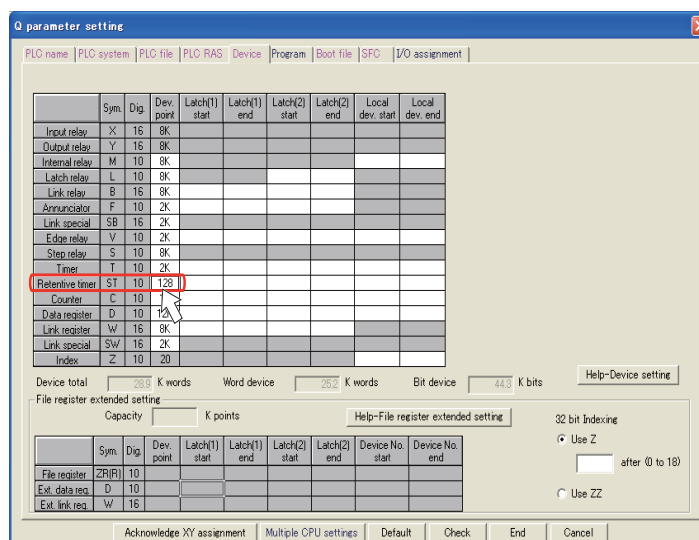 Q parameter setting
PLC name PLC system PLC file PLC RAS Device Program Boot file SFC I/O assignment
Sym. Dig. Dev. point Latch(1) start Latch(1) end Latch(2) start Latch(2) end Local dev. start Local dev. end
Input relay X 16 8K
Output relay Y 16 8K
Internal relay M 10 8K
Latch relay L 10 8K
Link relay B 16 8K
Annunciator F 10 2K
Link special SB 16 2K
Edge relay V 10 2K
Step relay S 10 8K
Timer T 10 2K
Retentive timer ST 10 128
Counter C 10
Data register D 10
Link register W 16 8K
Link special SW 16 2K
Index Z 10 20
Device total 28.9 K words Word device 25.2 K words Bit device 44.3 K bits Help-Device setting
File register extended setting
Capacity K points Help-File register extended setting
32 bit Indexing
Use Z
after (0 to 18)
Use ZZ
Sym. Dig. Dev. point Latch(1) start Latch(1) end Latch(2) start Latch(2) end Device No. start Device No. end
File register ZR(R) 10
Ext. data reg. D 10
Ext. link reg. W 16
Acknowledge XY assignment Multiple CPU settings Default Check End Cancel